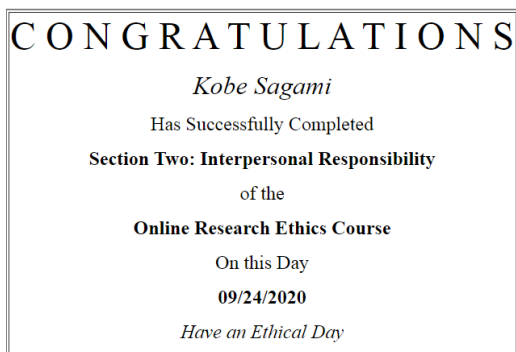 CONGRATULATIONS
Kobe Sagami
Has Successfully Completed
Section Two: Interpersonal Responsibility
of the
Online Research Ethics Course
On this Day
09/24/2020
Have an Ethical Day